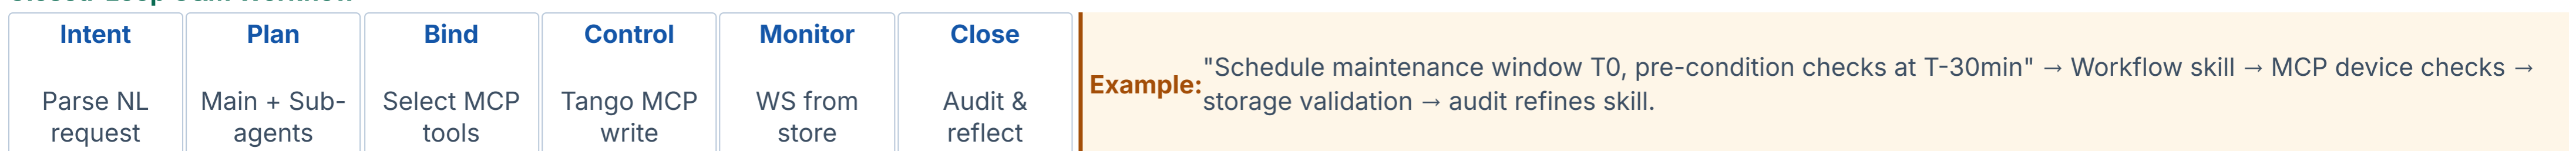 Intent
Parse NL
request
Plan
Main + Sub-
agents
Bind
Select MCP
tools
Control
Tango MCP
write
Monitor
WS from
store
Close
Audit &
reflect
Example:
"Schedule maintenance window T0, pre-condition checks at T-30min" → Workflow skill → MCP device checks →
storage validation → audit refines skill.